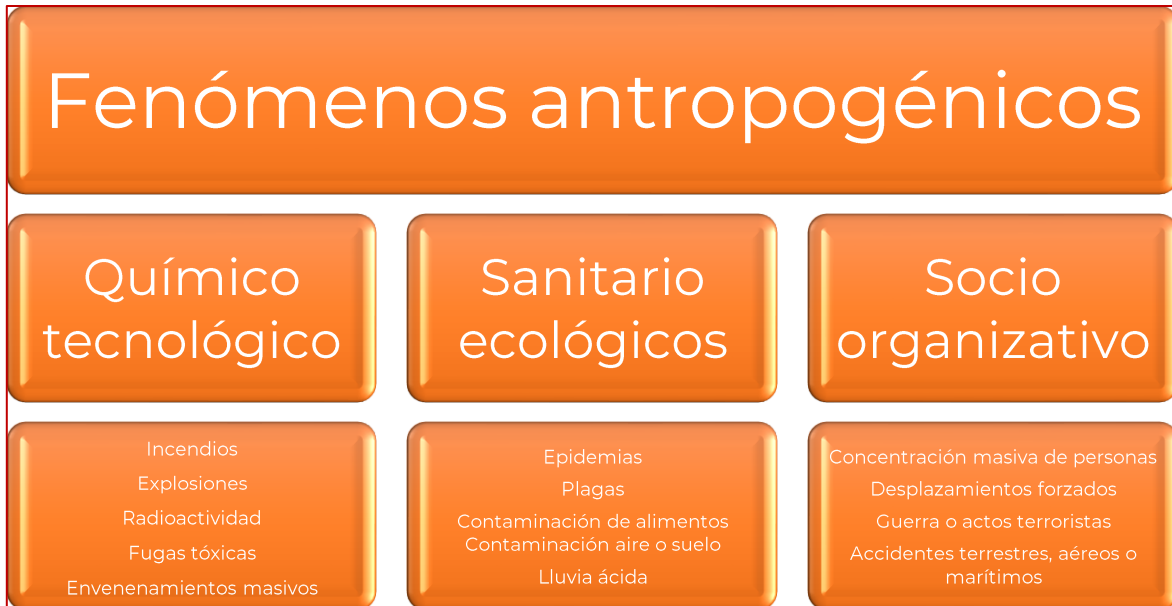 Fenómenos antropogénicos
Químico
tecnológico
Incendios
Explosiones
Radioactividad
Fugas tóxicas
Envenenamientos masivos
Sanitario
ecológicos
Epidemias
Plagas
Contaminación de alimentos
Contaminación aire o suelo
Lluvia ácida
Socio
organizativo
Concentración masiva de personas
Desplazamientos forzados
Guerra o actos terroristas
Accidentes terrestres, aéreos o
marítimos